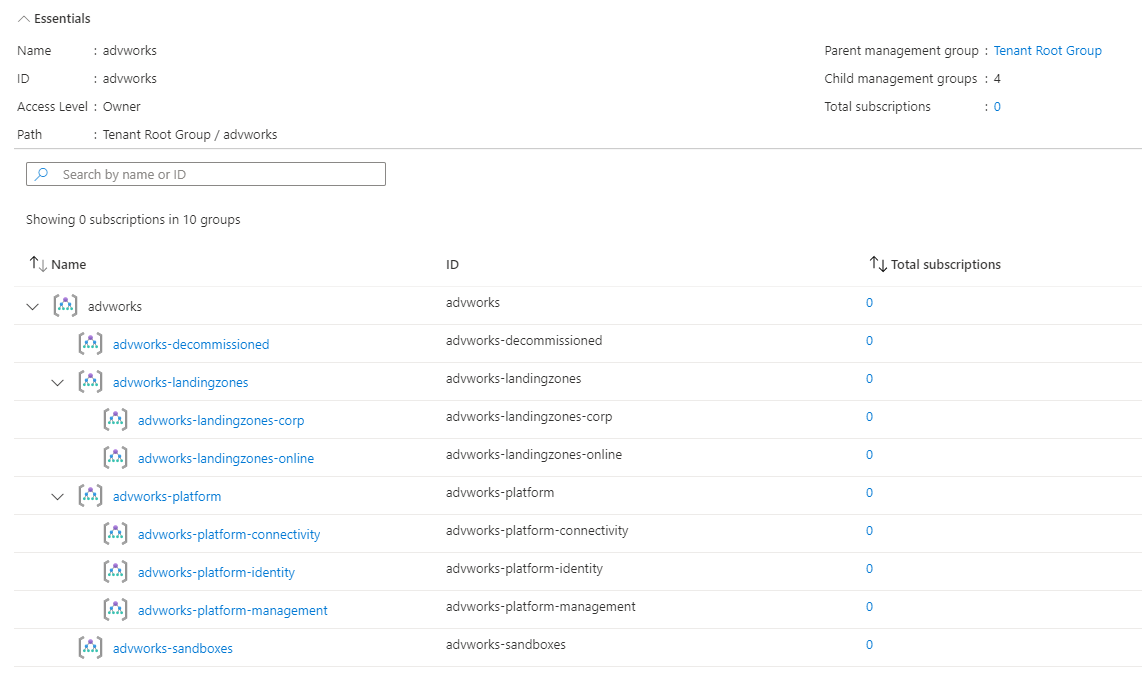 Essentials
Name : advworks Parent management group : Tenant Root Group
ID : advworks Child management groups : 4
Access Level : Owner Total subscriptions : 0
Path : Tenant Root Group / advworks
Search by name or ID
Showing 0 subscriptions in 10 groups
Name ID Total subscriptions
advworks advworks 0
advworks-decommissioned advworks-decommissioned 0
advworks-landingzones advworks-landingzones 0
advworks-landingzones-corp advworks-landingzones-corp 0
advworks-landingzones-online advworks-landingzones-online 0
advworks-platform advworks-platform 0
advworks-platform-connectivity advworks-platform-connectivity 0
advworks-platform-identity advworks-platform-identity 0
advworks-platform-management advworks-platform-management 0
advworks-sandboxes advworks-sandboxes 0